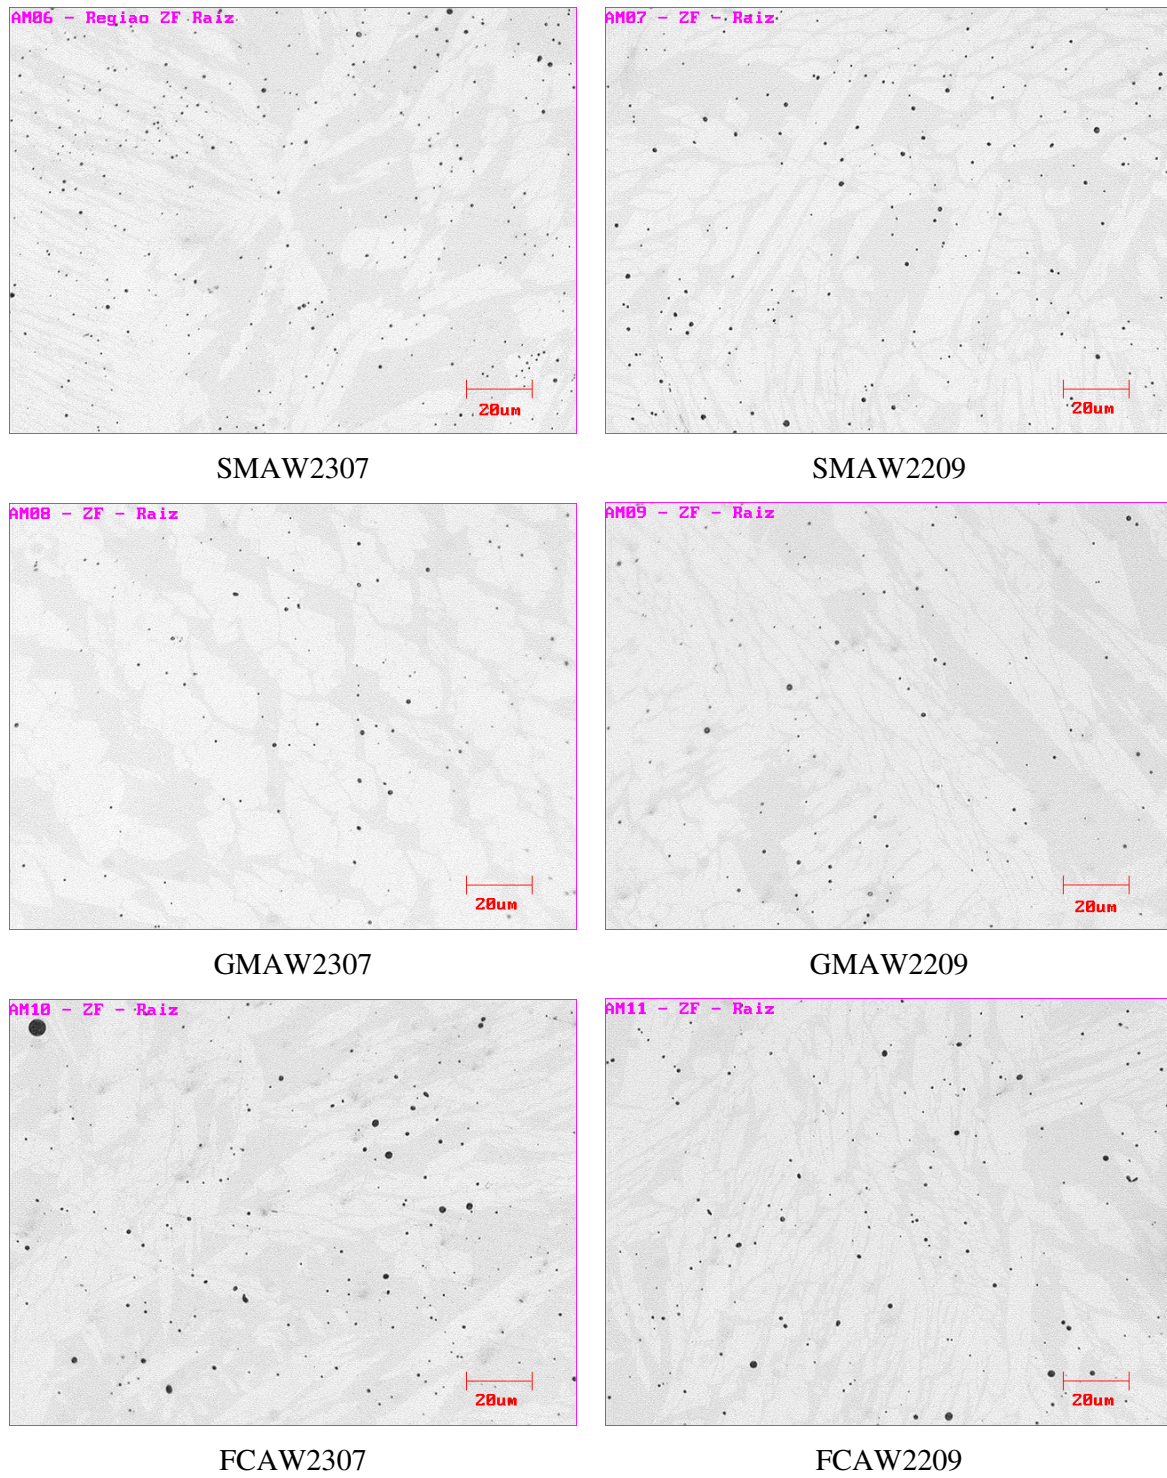 AM06 - Regiao ZF Raiz
AM07 - ZF - Raiz
20um
20um
SMAW2307
SMAW2209
AM08 - ZF - Raiz
AM09 - ZF - Raiz
20um
20um
GMAW2307
GMAW2209
AM10 - ZF - Raiz
AM11 - ZF - Raiz
20um
20um
FCAW2307
FCAW2209